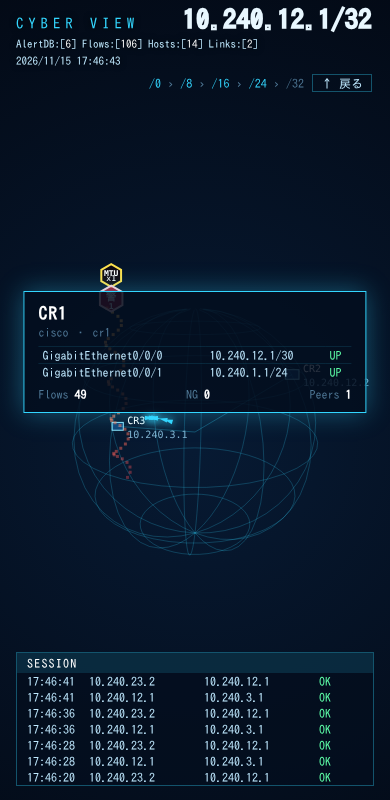 CYBER VIEW 10.240.12.1/32
AlertDB:[6] Flows:[106] Hosts:[14] Links:[2]
2026/11/15 17:46:43
/0 › /8 › /16 › /24 › /32 ↑ 戻る
MTU
x1
CR1
cisco · cr1
GigabitEthernet0/0/0 10.240.12.1/30 UP
GigabitEthernet0/0/1 10.240.1.1/24 UP
CR2
10.240.12.2
Flows 49 NG 0 Peers 1
CR3
10.240.3.1
SESSION
17:46:41 10.240.23.2 10.240.12.1 OK
17:46:41 10.240.12.1 10.240.3.1 OK
17:46:36 10.240.23.2 10.240.12.1 OK
17:46:36 10.240.12.1 10.240.3.1 OK
17:46:28 10.240.23.2 10.240.12.1 OK
17:46:28 10.240.12.1 10.240.3.1 OK
17:46:20 10.240.23.2 10.240.12.1 OK